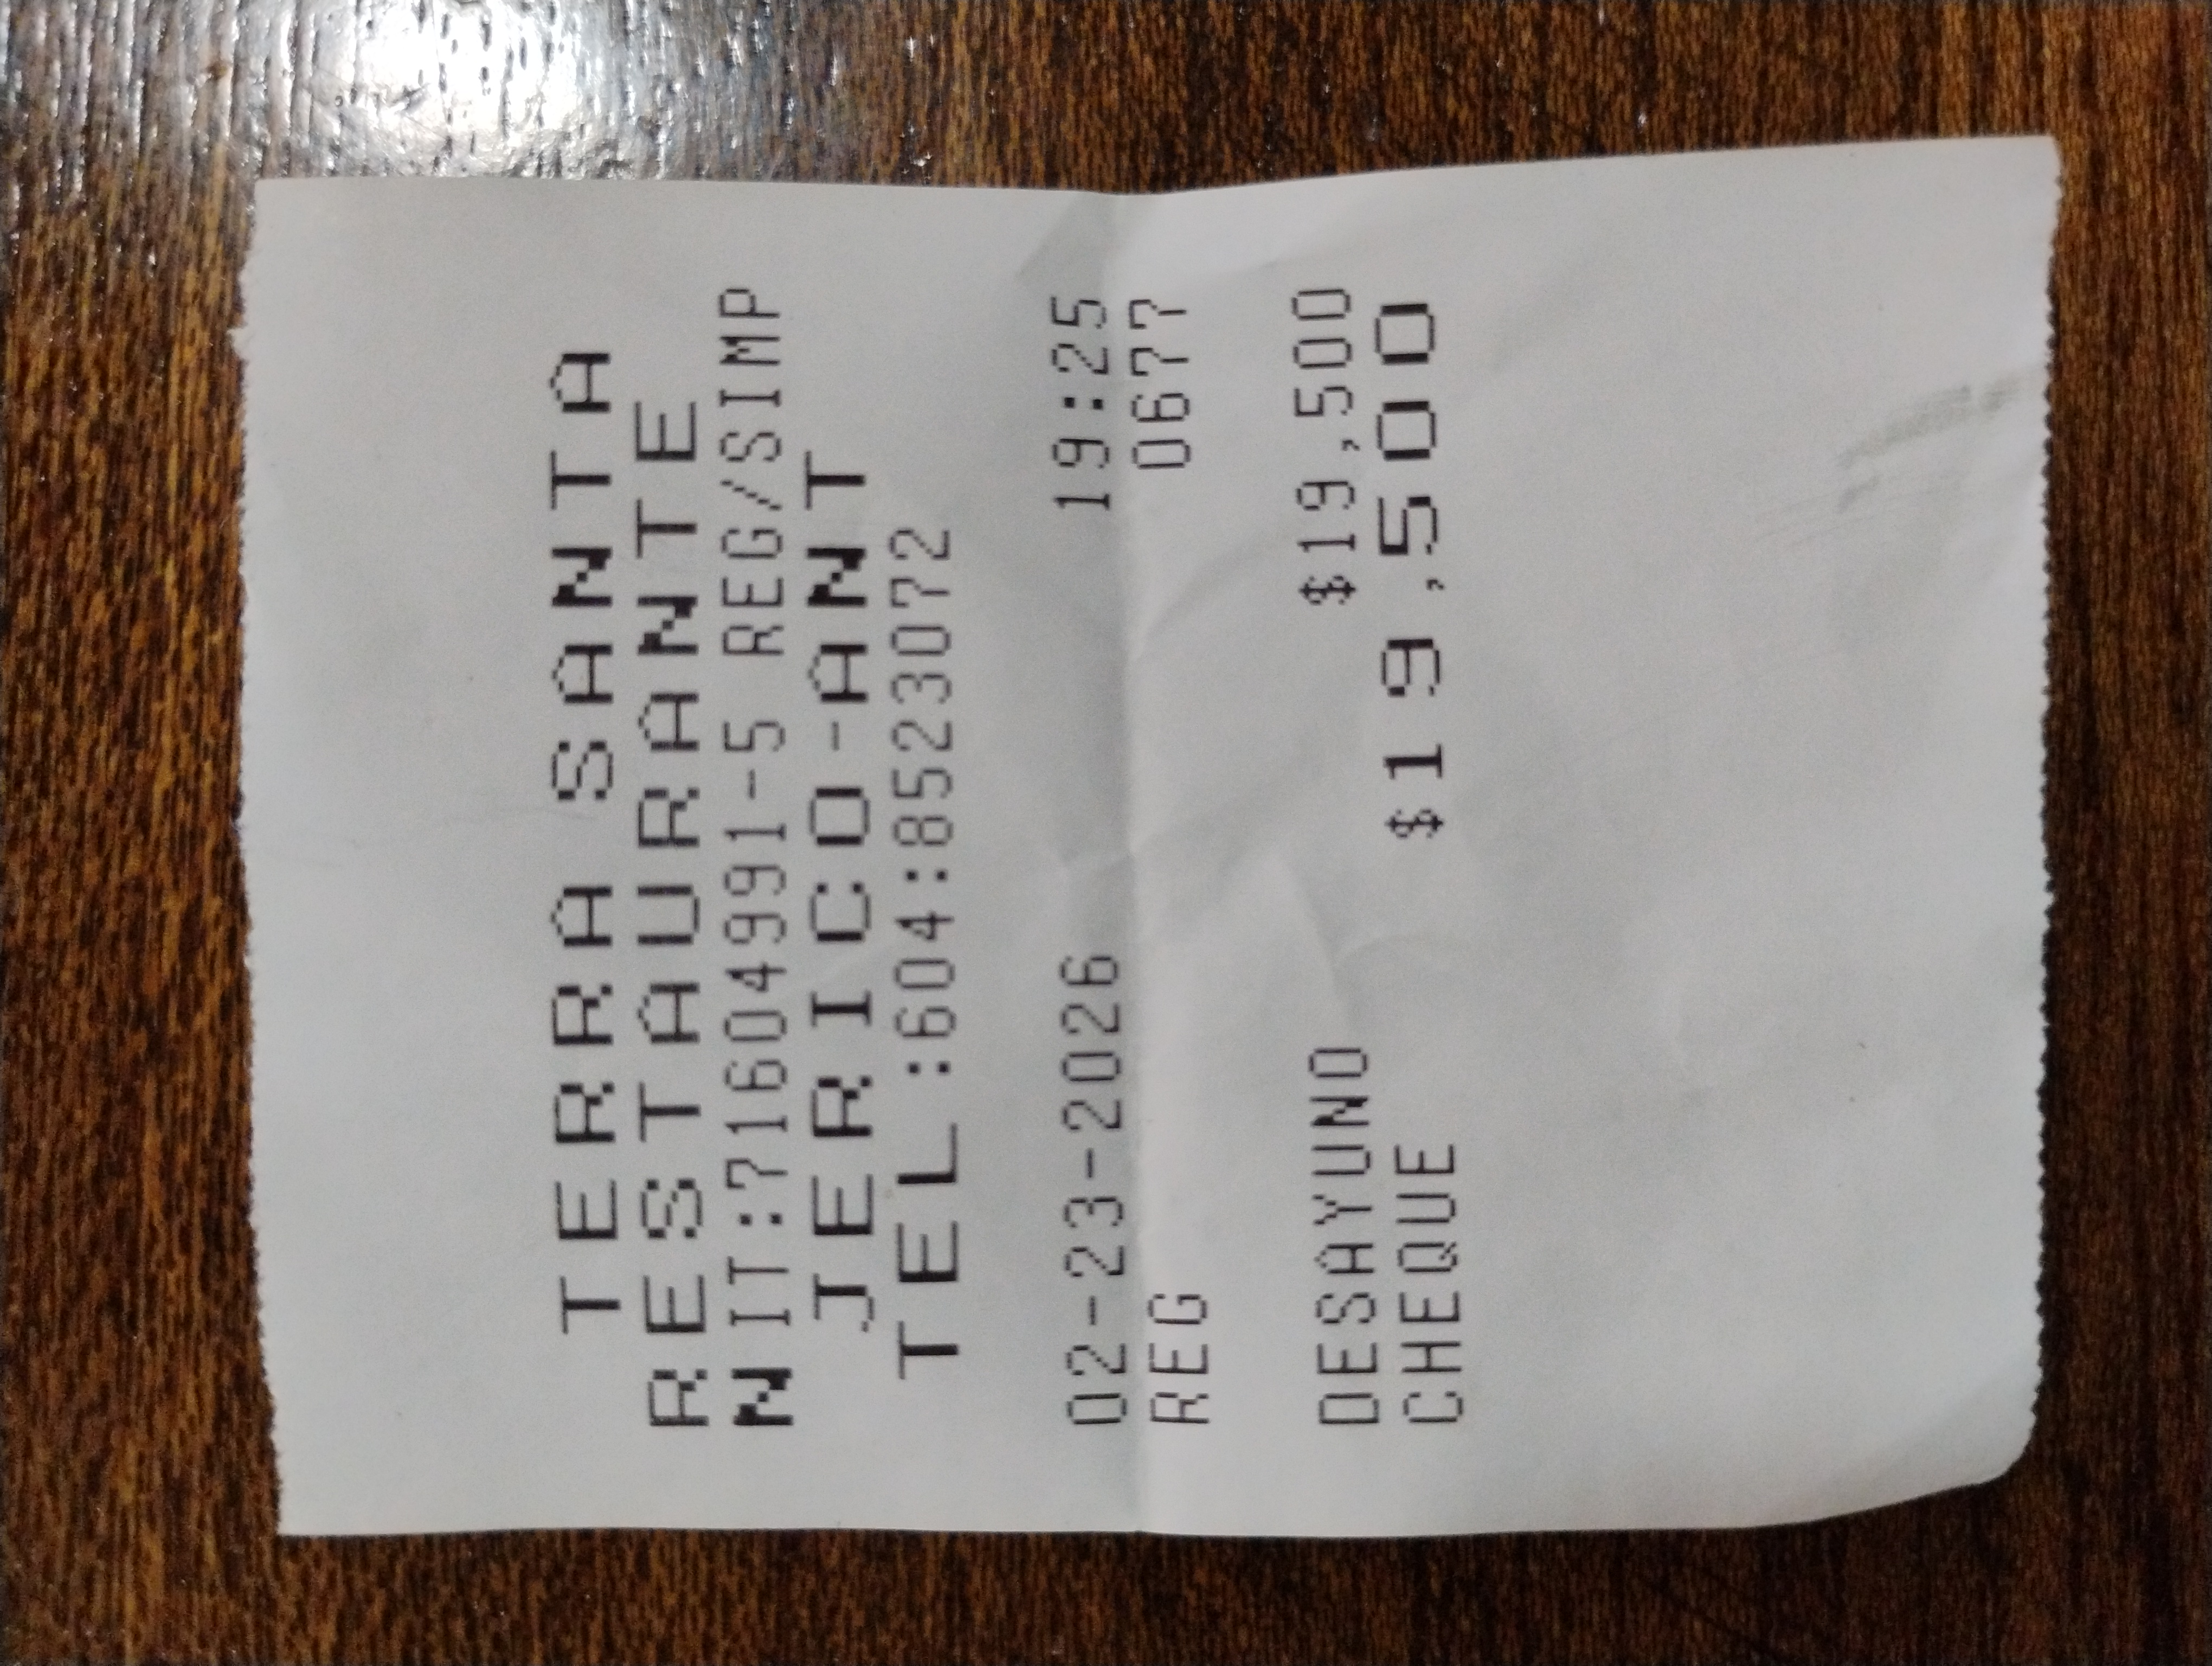 TERRA SANTA
RESTAURANTE
NIT:71604991-5 REG/SIMP
JERICO-ANT
TEL:604:8523072
02-23-2026 19:25
REG 0677
DESAYUNO $19,500
CHEQUE $19,500